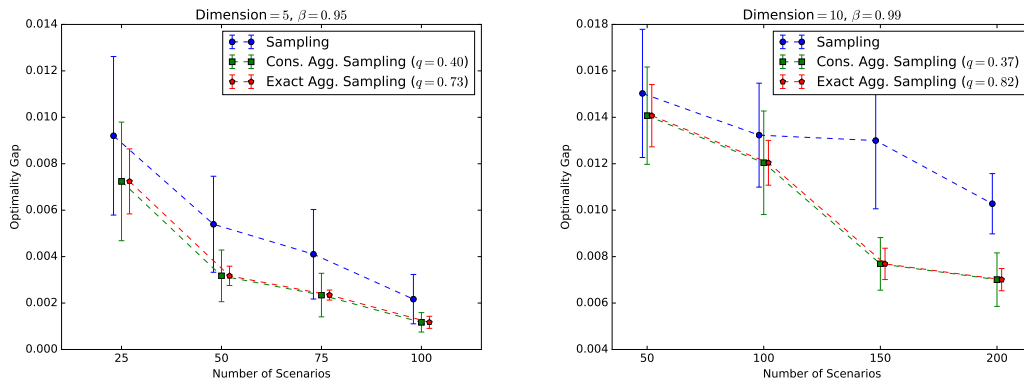 Dimension = 5, β = 0.95
Optimality Gap
0.014
0.012
0.010
0.008
0.006
0.004
0.002
0.000
Sampling
Cons. Agg. Sampling (q = 0.40)
Exact Agg. Sampling (q = 0.73)
25 50 75 100
Number of Scenarios
Dimension = 10, β = 0.99
Optimality Gap
0.018
0.016
0.014
0.012
0.010
0.008
0.006
0.004
Sampling
Cons. Agg. Sampling (q = 0.37)
Exact Agg. Sampling (q = 0.82)
50 100 150 200
Number of Scenarios